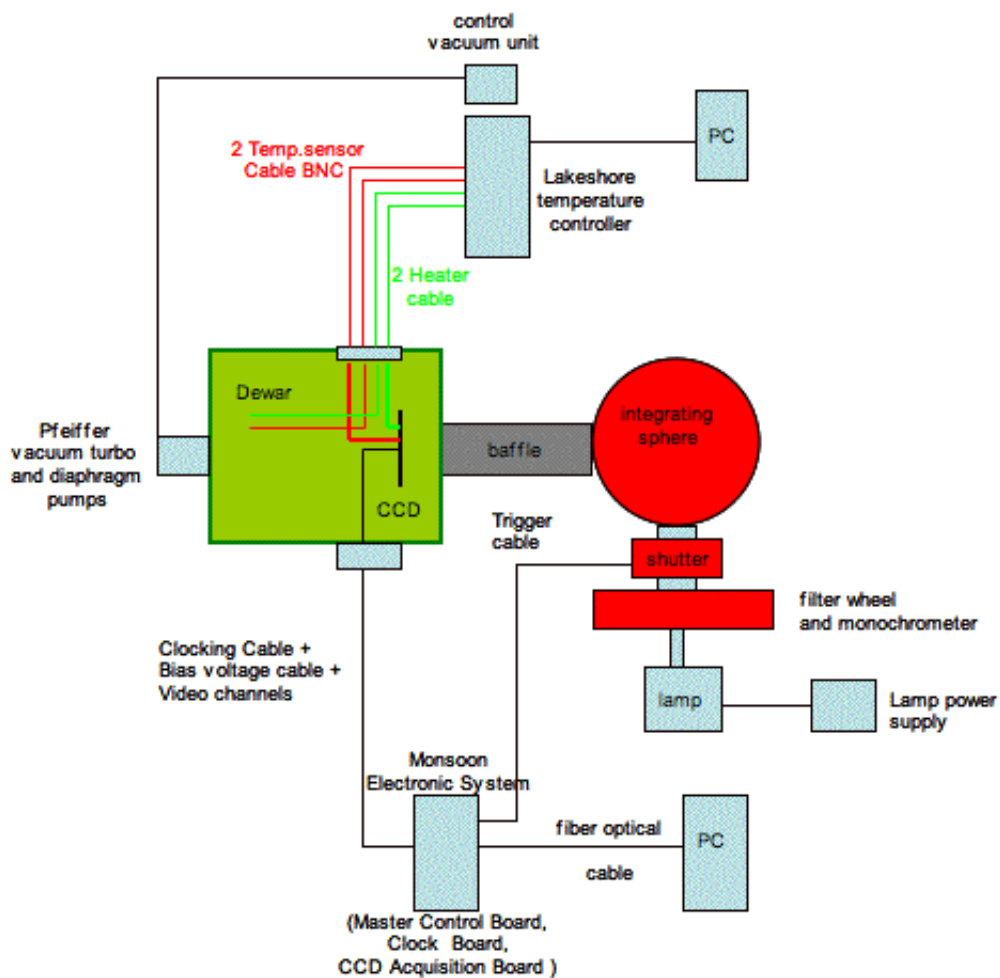 control
vacuum unit
PC
2 Temp.sensor
Cable BNC
Lakeshore
temperature
controller
2 Heater
cable
Dewar
integrating
sphere
Pfeiffer
vacuum turbo
and diaphragm
pumps
baffle
CCD
Trigger
cable
shutter
filter wheel
and monochrometer
Clocking Cable +
Bias voltage cable +
Video channels
lamp
Lamp power
supply
Monsoon
Electronic System
fiber optical
cable
PC
(Master Control Board,
Clock Board,
CCD Acquisition Board )